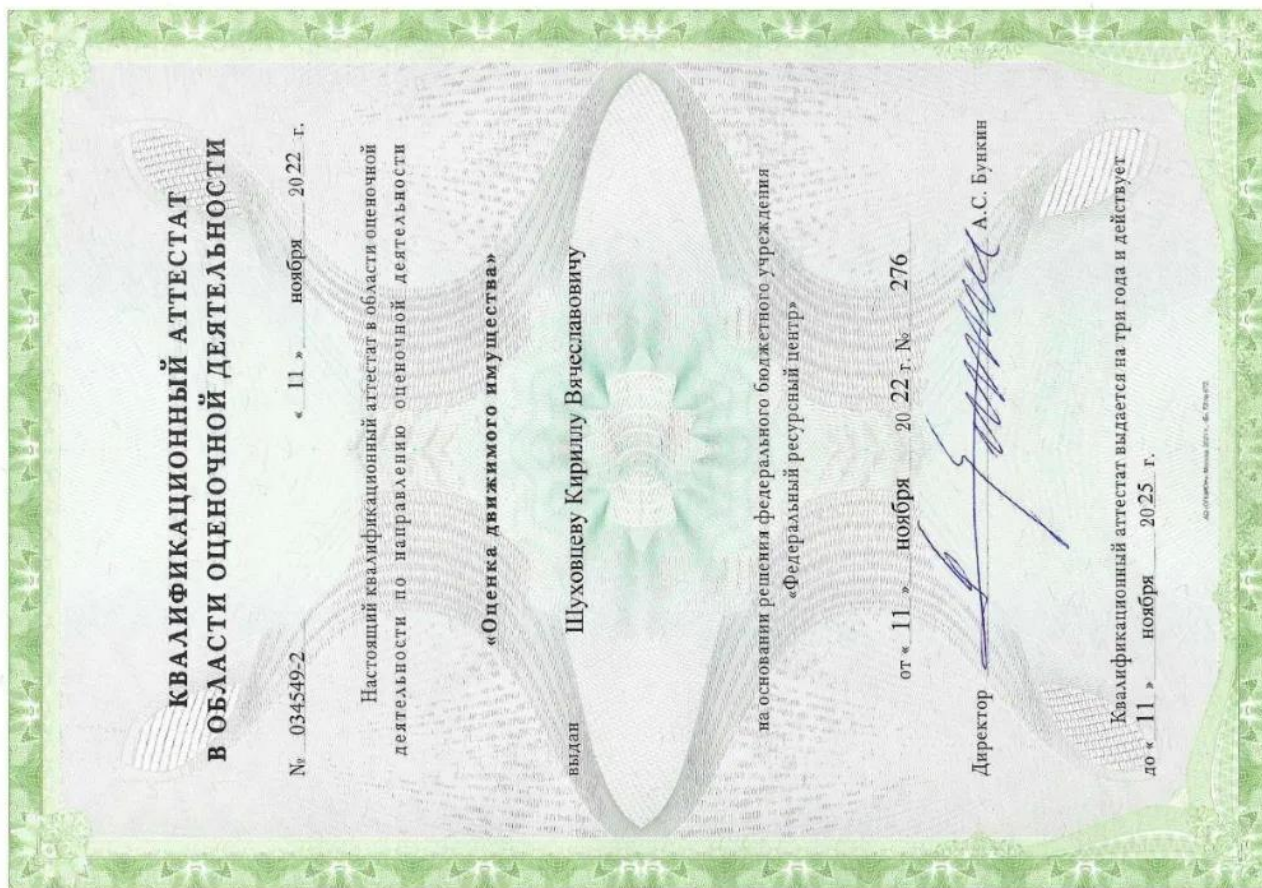 КВАЛИФИКАЦИОННЫЙ АТТЕСТАТ
В ОБЛАСТИ ОЦЕНОЧНОЙ ДЕЯТЕЛЬНОСТИ
№ 034549-2 « 11 » ноября 2022 г.
Настоящий квалификационный аттестат в области оценочной
деятельности по направлению оценочной деятельности
«Оценка движимого имущества»
выдан Шуховцеву Кириллу Вячеславовичу
на основании решения федерального бюджетного учреждения
«Федеральный ресурсный центр»
от « 11 » ноября 20 22 г. № 276
Директор А.С. Бункин
Квалификационный аттестат выдается на три года и действует
до « 11 » ноября 2025 г.